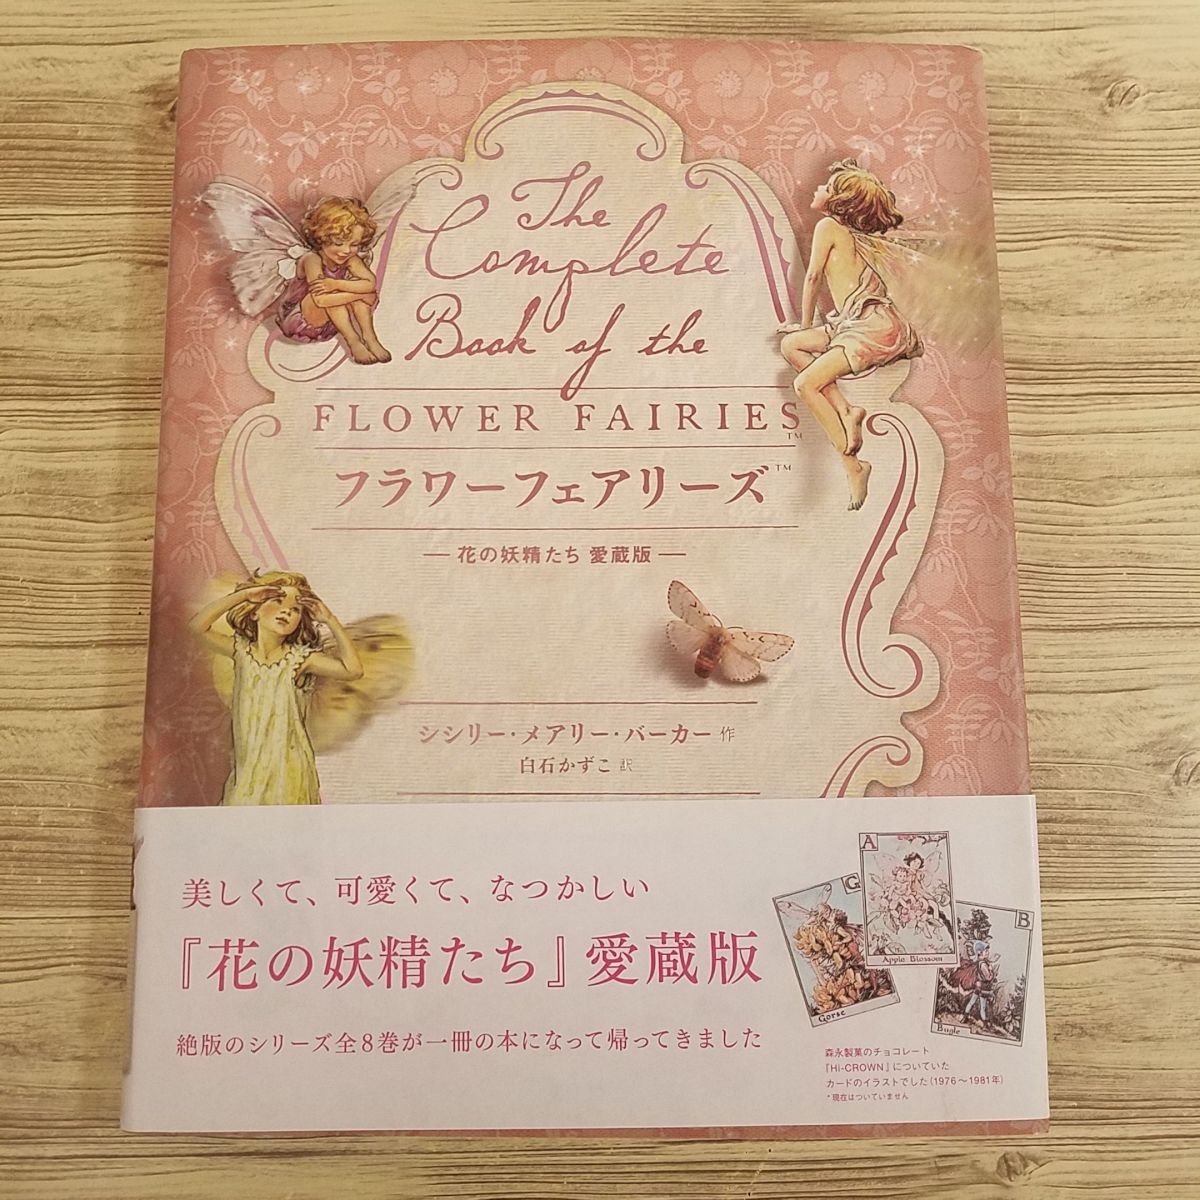 The
Complete
Book of the
FLOWER FAIRIES™
フラワーフェアリーズ™
― 花の妖精たち 愛蔵版 ―
シシリー・メアリー・バーカー 作
白石かずこ 訳
美しくて、可愛くて、なつかしい
『花の妖精たち』愛蔵版
絶版のシリーズ全8巻が一冊の本になって帰ってきました
A
Apple Blossom
G
Gorse
B
Bugle
森永製菓のチョコレート
『Hi-CROWN』についていた
カードのイラストでした(1976〜1981年)
*現在はついていません